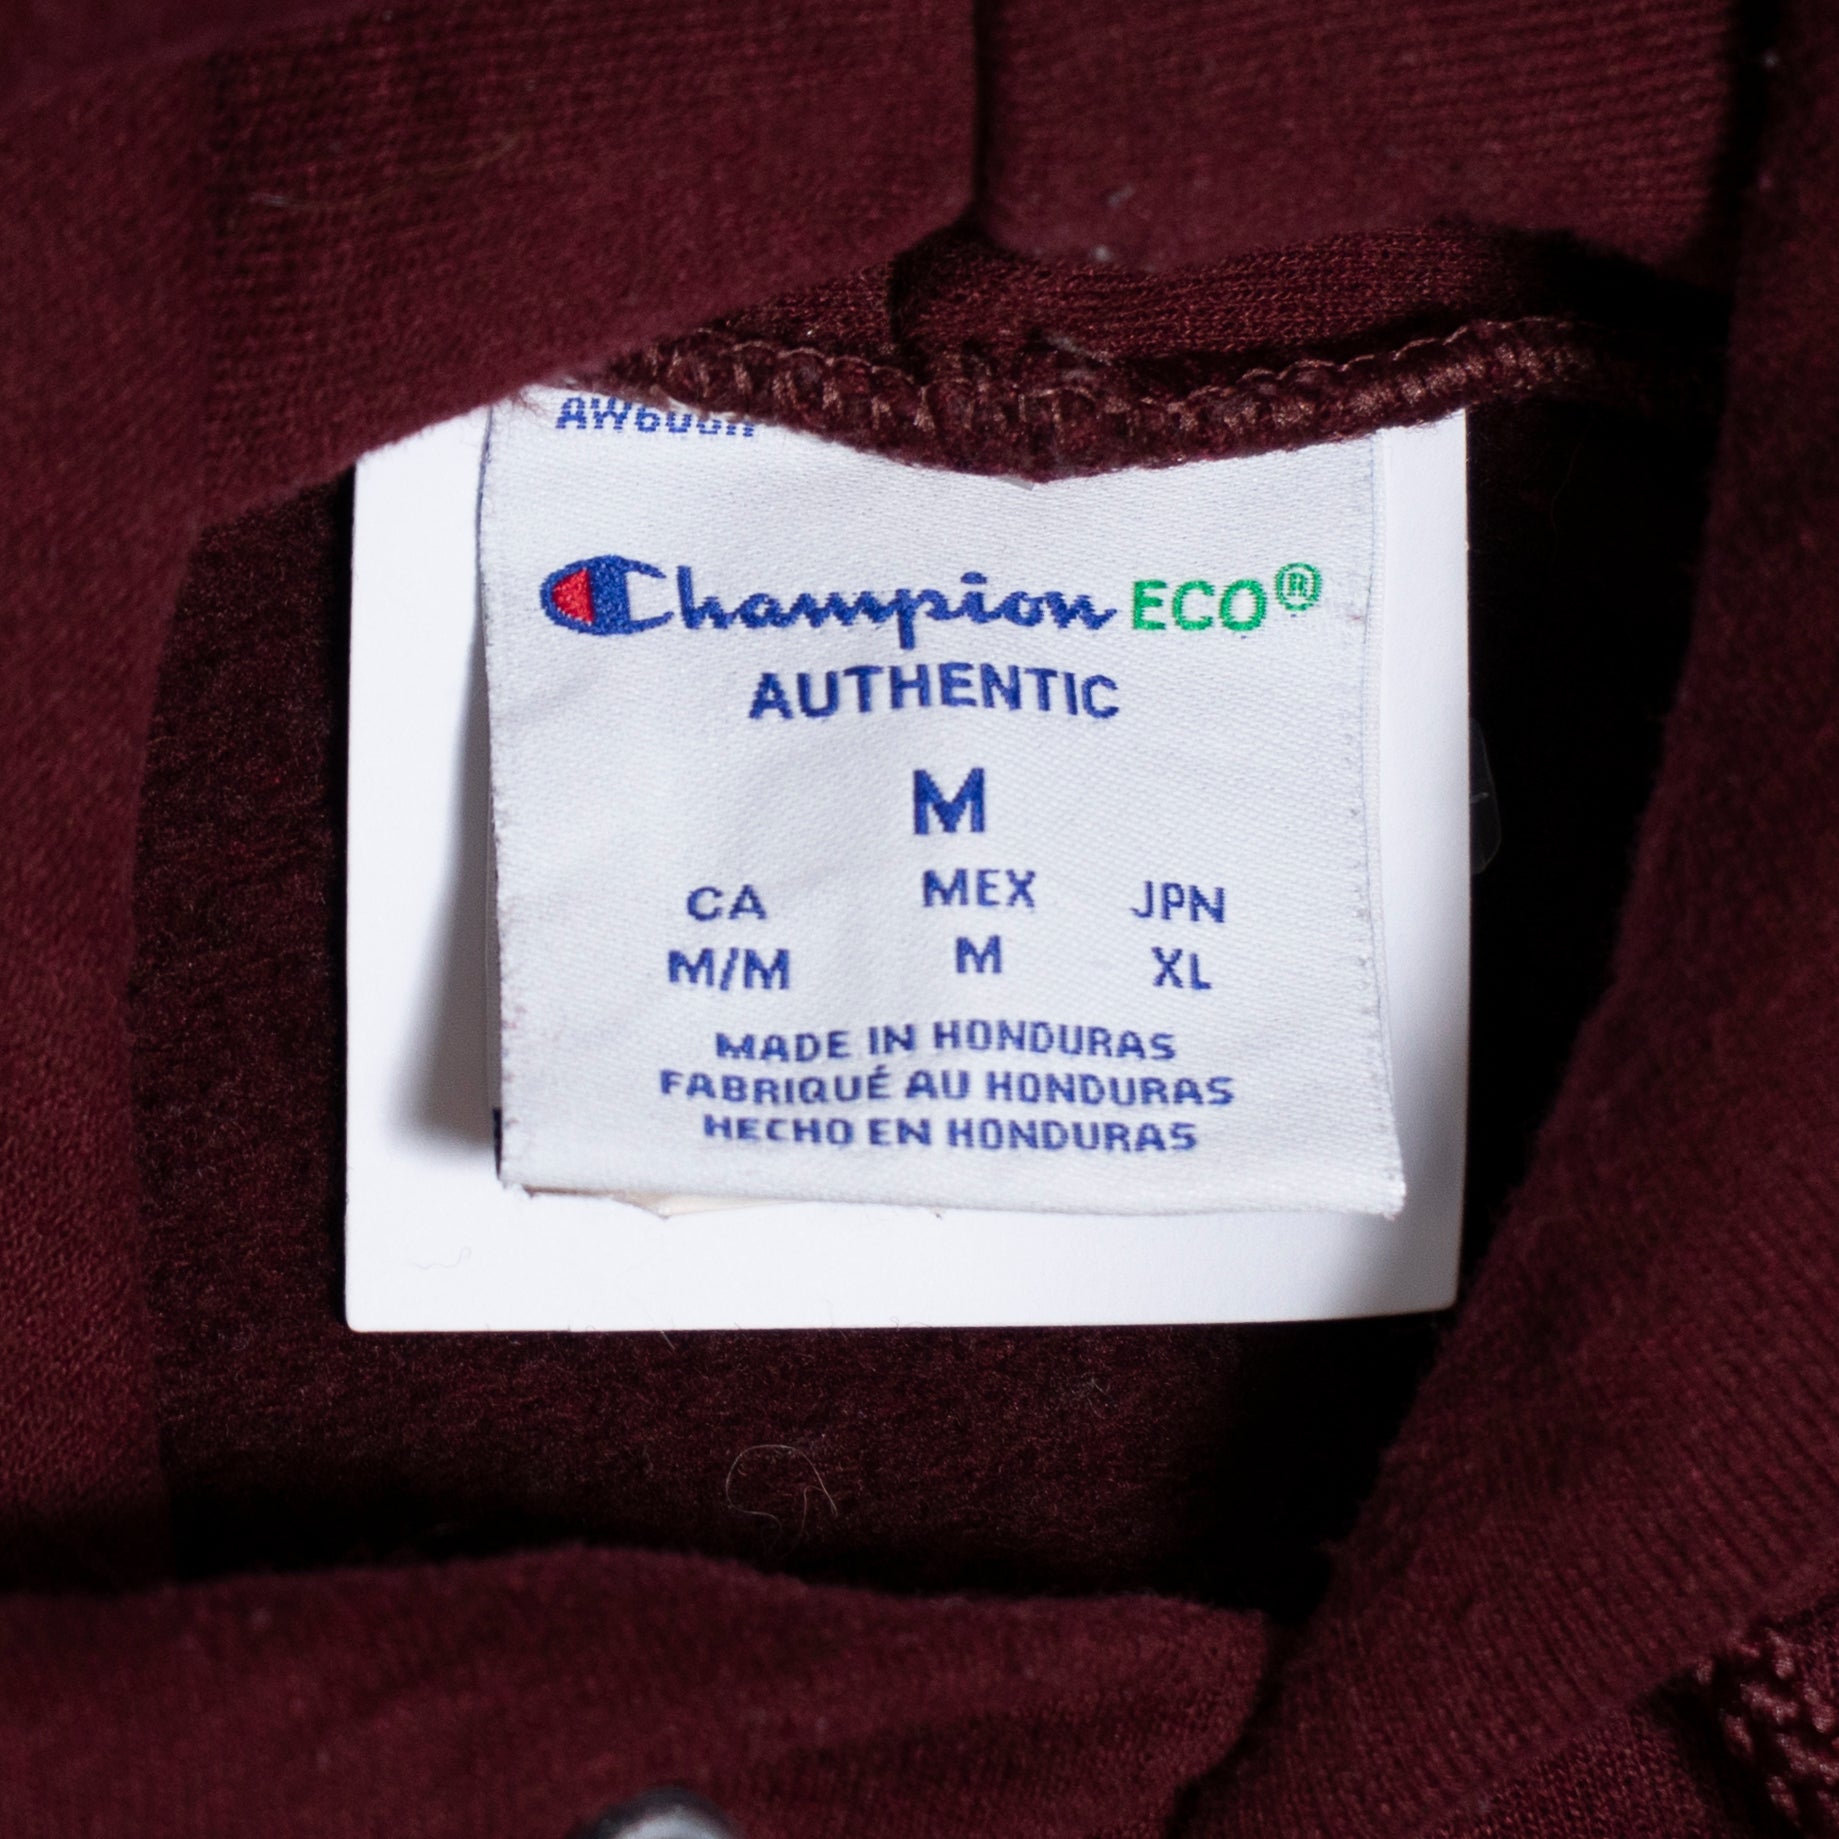 Champion ECO®
AUTHENTIC
M
CA MEX JPN
M/M M XL
MADE IN HONDURAS
FABRIQUÉ AU HONDURAS
HECHO EN HONDURAS